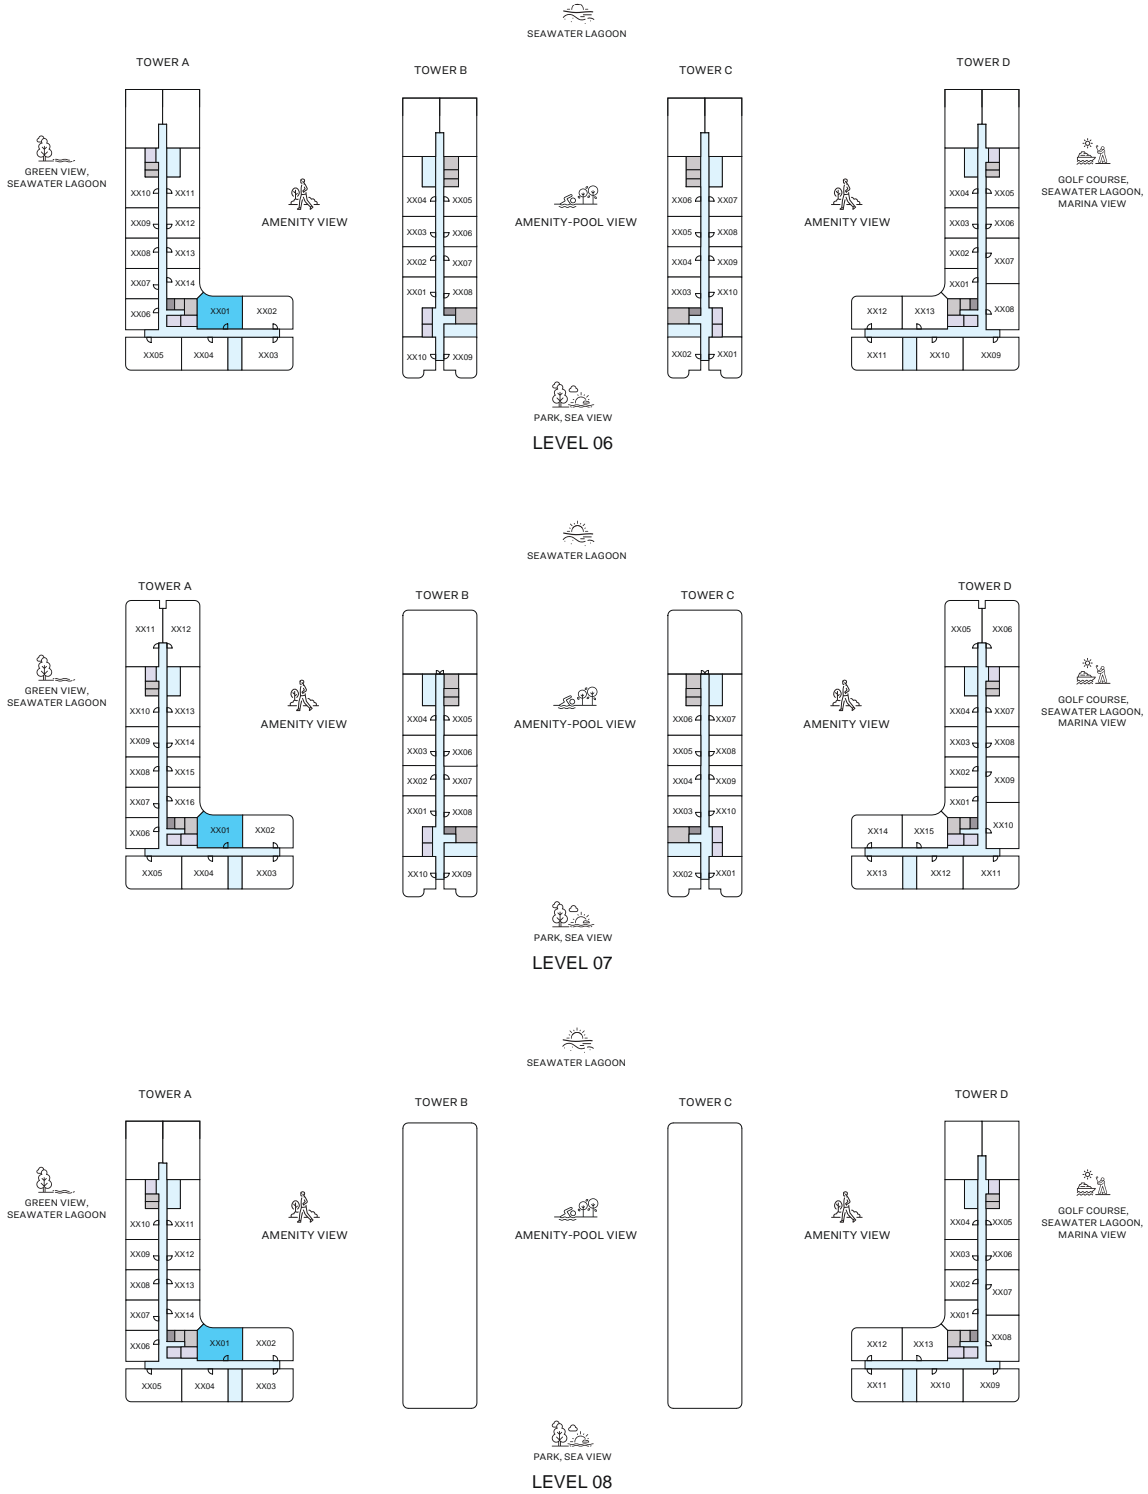 SEAWATER LAGOON
TOWER A
TOWER B
TOWER C
TOWER D
GREEN VIEW,
SEAWATER LAGOON
AMENITY VIEW
AMENITY-POOL VIEW
AMENITY VIEW
GOLF COURSE,
SEAWATER LAGOON,
MARINA VIEW
XX10 XX11
XX09 XX12
XX08 XX13
XX07 XX14
XX06 XX01 XX02
XX05 XX04 XX03
XX04 XX05
XX03 XX06
XX02 XX07
XX01 XX08
XX10 XX09
XX06 XX07
XX05 XX08
XX04 XX09
XX03 XX10
XX02 XX01
XX04 XX05
XX03 XX06
XX02 XX07
XX01
XX12 XX13 XX08
XX11 XX10 XX09
PARK, SEA VIEW
LEVEL 06
SEAWATER LAGOON
TOWER A
TOWER B
TOWER C
TOWER D
GREEN VIEW,
SEAWATER LAGOON
AMENITY VIEW
AMENITY-POOL VIEW
AMENITY VIEW
GOLF COURSE,
SEAWATER LAGOON,
MARINA VIEW
XX11 XX12
XX10 XX13
XX09 XX14
XX08 XX15
XX07 XX16
XX06 XX01 XX02
XX05 XX04 XX03
XX04 XX05
XX03 XX06
XX02 XX07
XX01 XX08
XX10 XX09
XX06 XX07
XX05 XX08
XX04 XX09
XX03 XX10
XX02 XX01
XX05 XX06
XX04 XX07
XX03 XX08
XX02 XX09
XX01
XX14 XX15 XX10
XX13 XX12 XX11
PARK, SEA VIEW
LEVEL 07
SEAWATER LAGOON
TOWER A
TOWER B
TOWER C
TOWER D
GREEN VIEW,
SEAWATER LAGOON
AMENITY VIEW
AMENITY-POOL VIEW
AMENITY VIEW
GOLF COURSE,
SEAWATER LAGOON,
MARINA VIEW
XX10 XX11
XX09 XX12
XX08 XX13
XX07 XX14
XX06 XX01 XX02
XX05 XX04 XX03
XX04 XX05
XX03 XX06
XX02 XX07
XX01
XX12 XX13 XX08
XX11 XX10 XX09
PARK, SEA VIEW
LEVEL 08